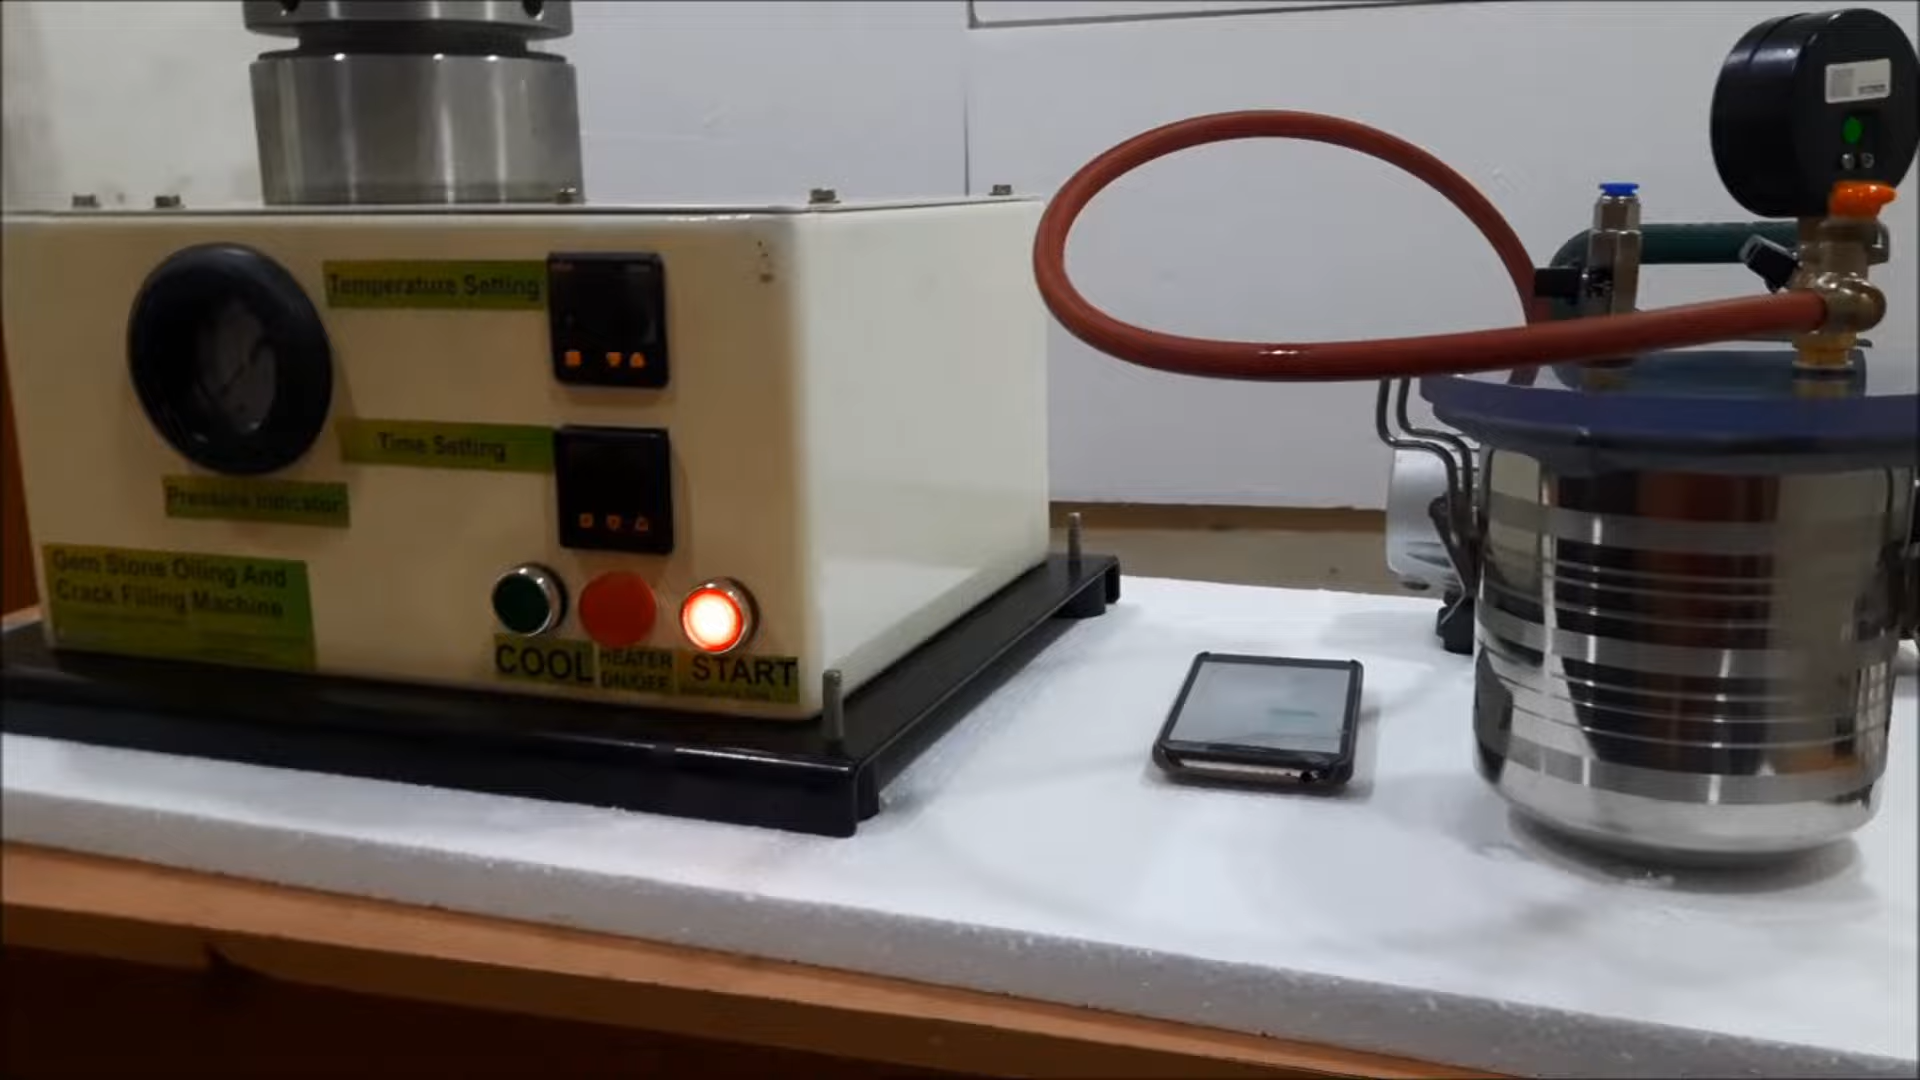 Temperature Setting
Time Setting
Pressure Indicator
Gem Stone Oiling And
Crack Filling Machine
COOL
HEATER
ON/OFF
START